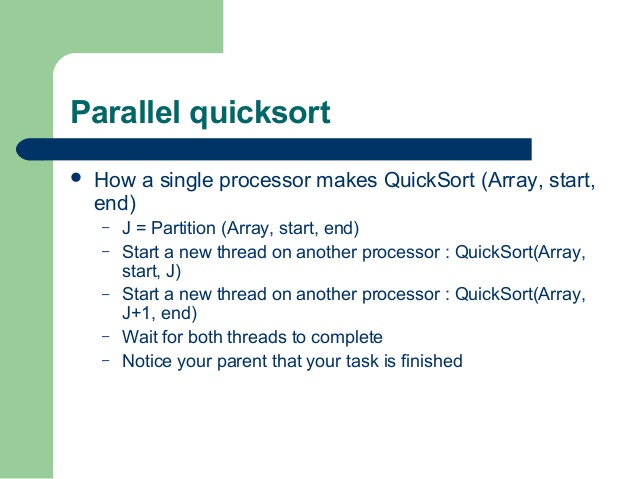 Parallel quicksort
● How a single processor makes QuickSort (Array, start,
end)
– J = Partition (Array, start, end)
– Start a new thread on another processor : QuickSort(Array,
start, J)
– Start a new thread on another processor : QuickSort(Array,
J+1, end)
– Wait for both threads to complete
– Notice your parent that your task is finished